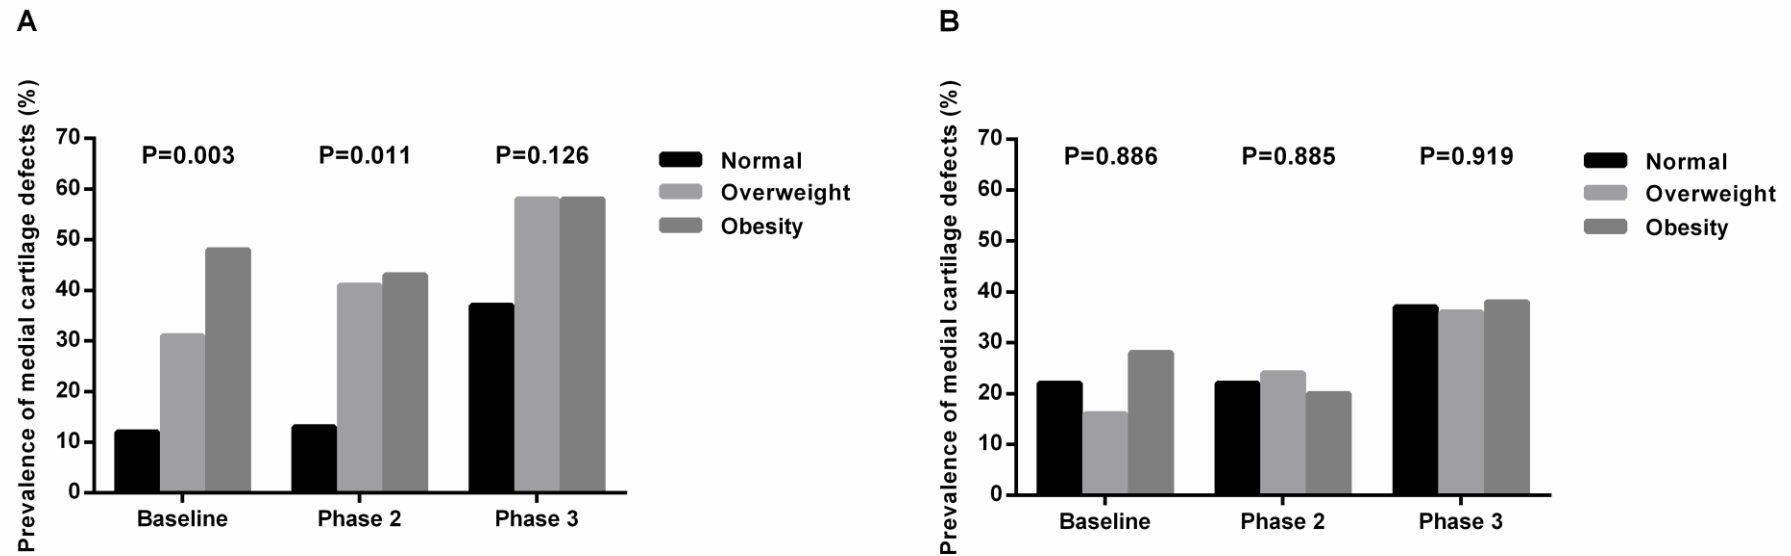 A
Prevalence of medial cartilage defects (%)
70
60
50
40
30
20
10
0
P=0.003
P=0.011
P=0.126
Baseline
Phase 2
Phase 3
Normal
Overweight
Obesity
B
Prevalence of medial cartilage defects (%)
70
60
50
40
30
20
10
0
P=0.886
P=0.885
P=0.919
Baseline
Phase 2
Phase 3
Normal
Overweight
Obesity